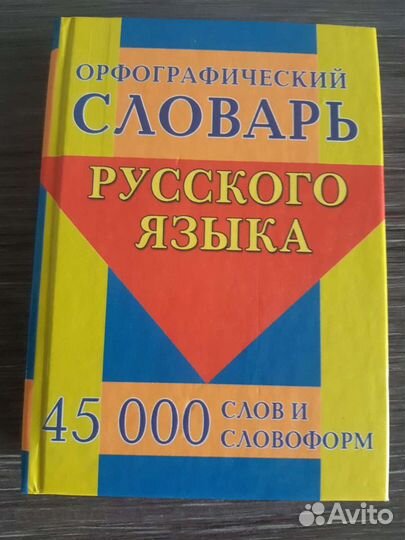 ОРФОГРАФИЧЕСКИЙ
СЛОВАРЬ
РУССКОГО
ЯЗЫКА
45 000 СЛОВ И
СЛОВОФОРМ
Avito